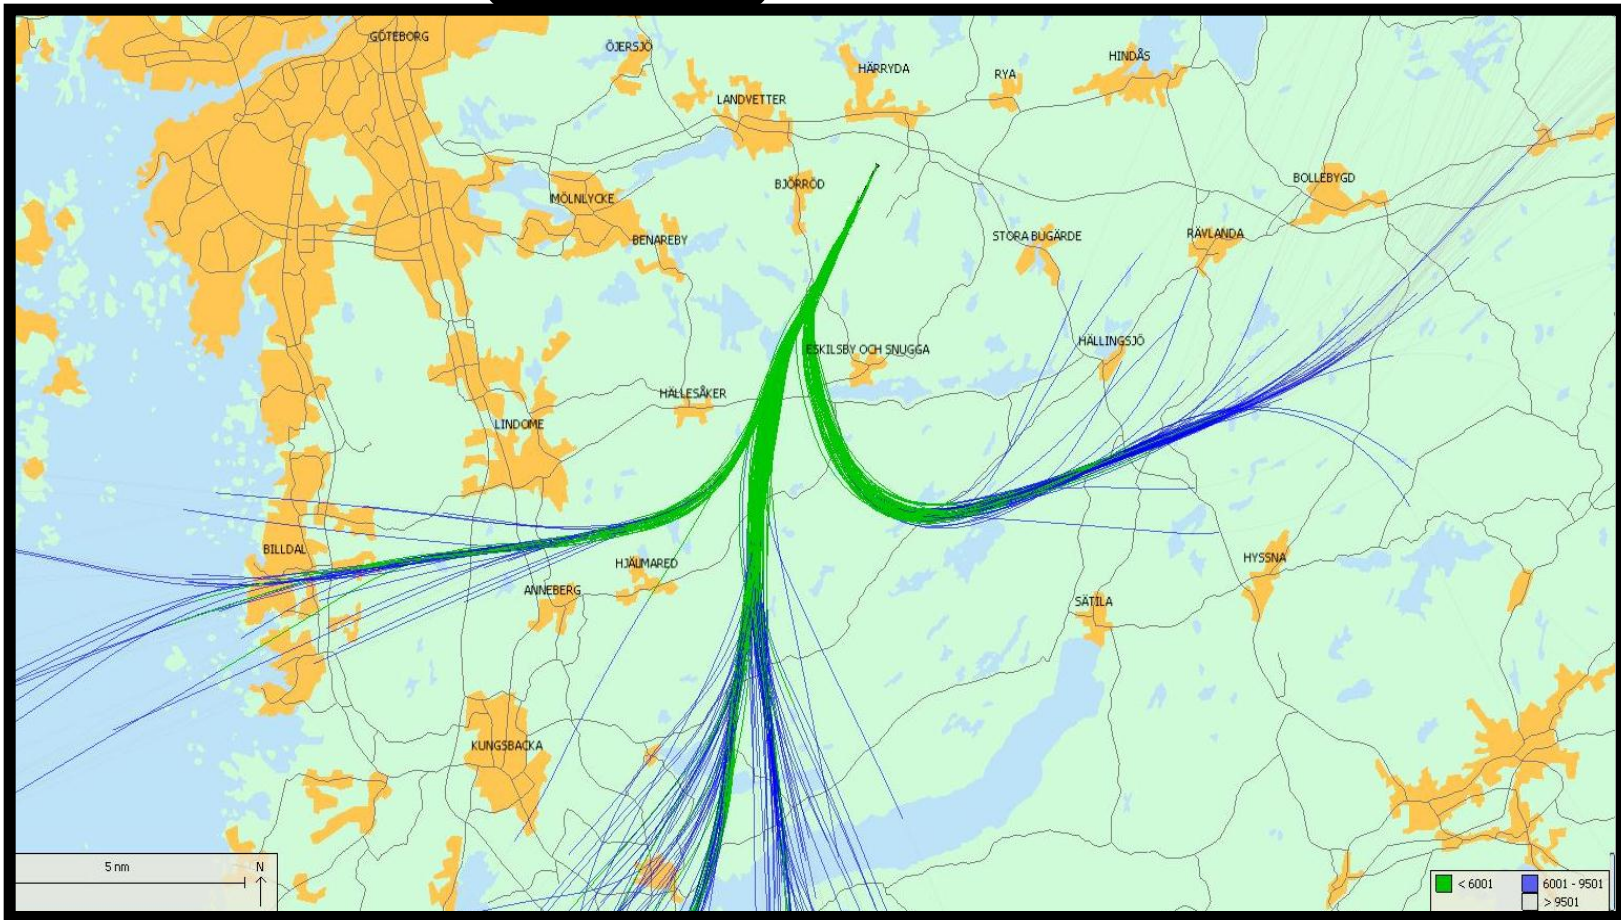 GÖTEBORG
ÖJERSJÖ
HINDÅS
HÄRRYDA
RYA
LANDVETTER
BOLLEBYGD
BJÖRRÖD
MÖLNLYCKE
RÄVLANDA
STORA BUGÄRDE
BENAREBY
HÄLLINGSJÖ
ESKILSBY OCH SNUGGA
HÄLLESÅKER
LINDOME
BILLDAL
HYSSNA
HJÄLMARED
ANNEBERG
SÄTILA
KUNGSBACKA
5 nm
N
< 6001
6001 - 9501
> 9501